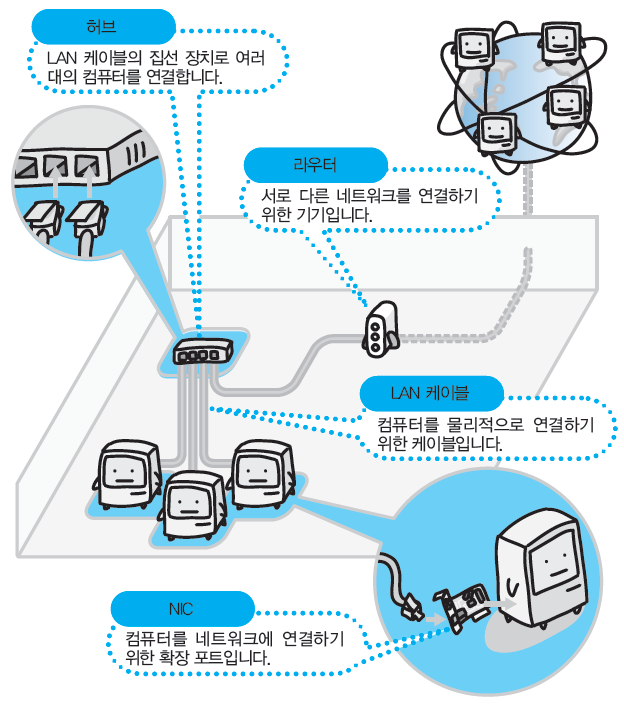 허브
LAN 케이블의 집선 장치로 여러
대의 컴퓨터를 연결합니다.
라우터
서로 다른 네트워크를 연결하기
위한 기기입니다.
LAN 케이블
컴퓨터를 물리적으로 연결하기
위한 케이블입니다.
NIC
컴퓨터를 네트워크에 연결하기
위한 확장 포트입니다.